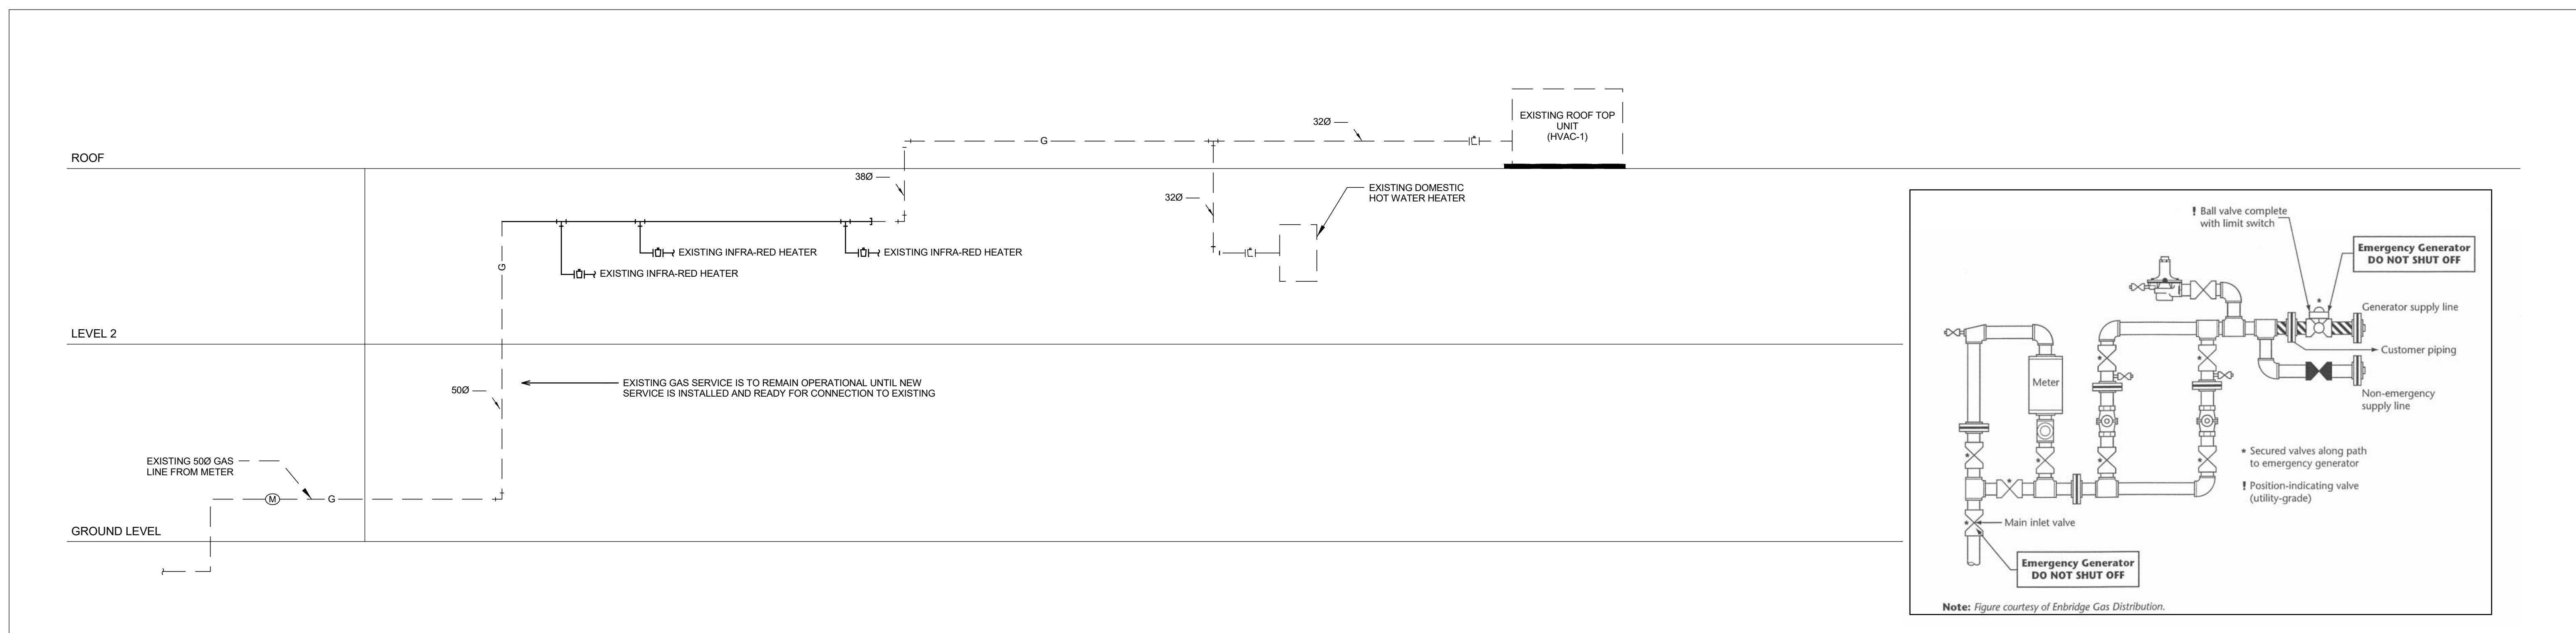 ROOF
LEVEL 2
GROUND LEVEL
EXISTING 50Ø GAS
LINE FROM METER
M
G
50Ø
G
EXISTING GAS SERVICE IS TO REMAIN OPERATIONAL UNTIL NEW
SERVICE IS INSTALLED AND READY FOR CONNECTION TO EXISTING
EXISTING INFRA-RED HEATER
EXISTING INFRA-RED HEATER
EXISTING INFRA-RED HEATER
38Ø
G
32Ø
EXISTING DOMESTIC
HOT WATER HEATER
32Ø
EXISTING ROOF TOP
UNIT
(HVAC-1)
! Ball valve complete
with limit switch
Emergency Generator
DO NOT SHUT OFF
*
Generator supply line
Customer piping
Non-emergency
supply line
Meter
* Secured valves along path
to emergency generator
! Position-indicating valve
(utility-grade)
Main inlet valve
Emergency Generator
DO NOT SHUT OFF
Note: Figure courtesy of Enbridge Gas Distribution.